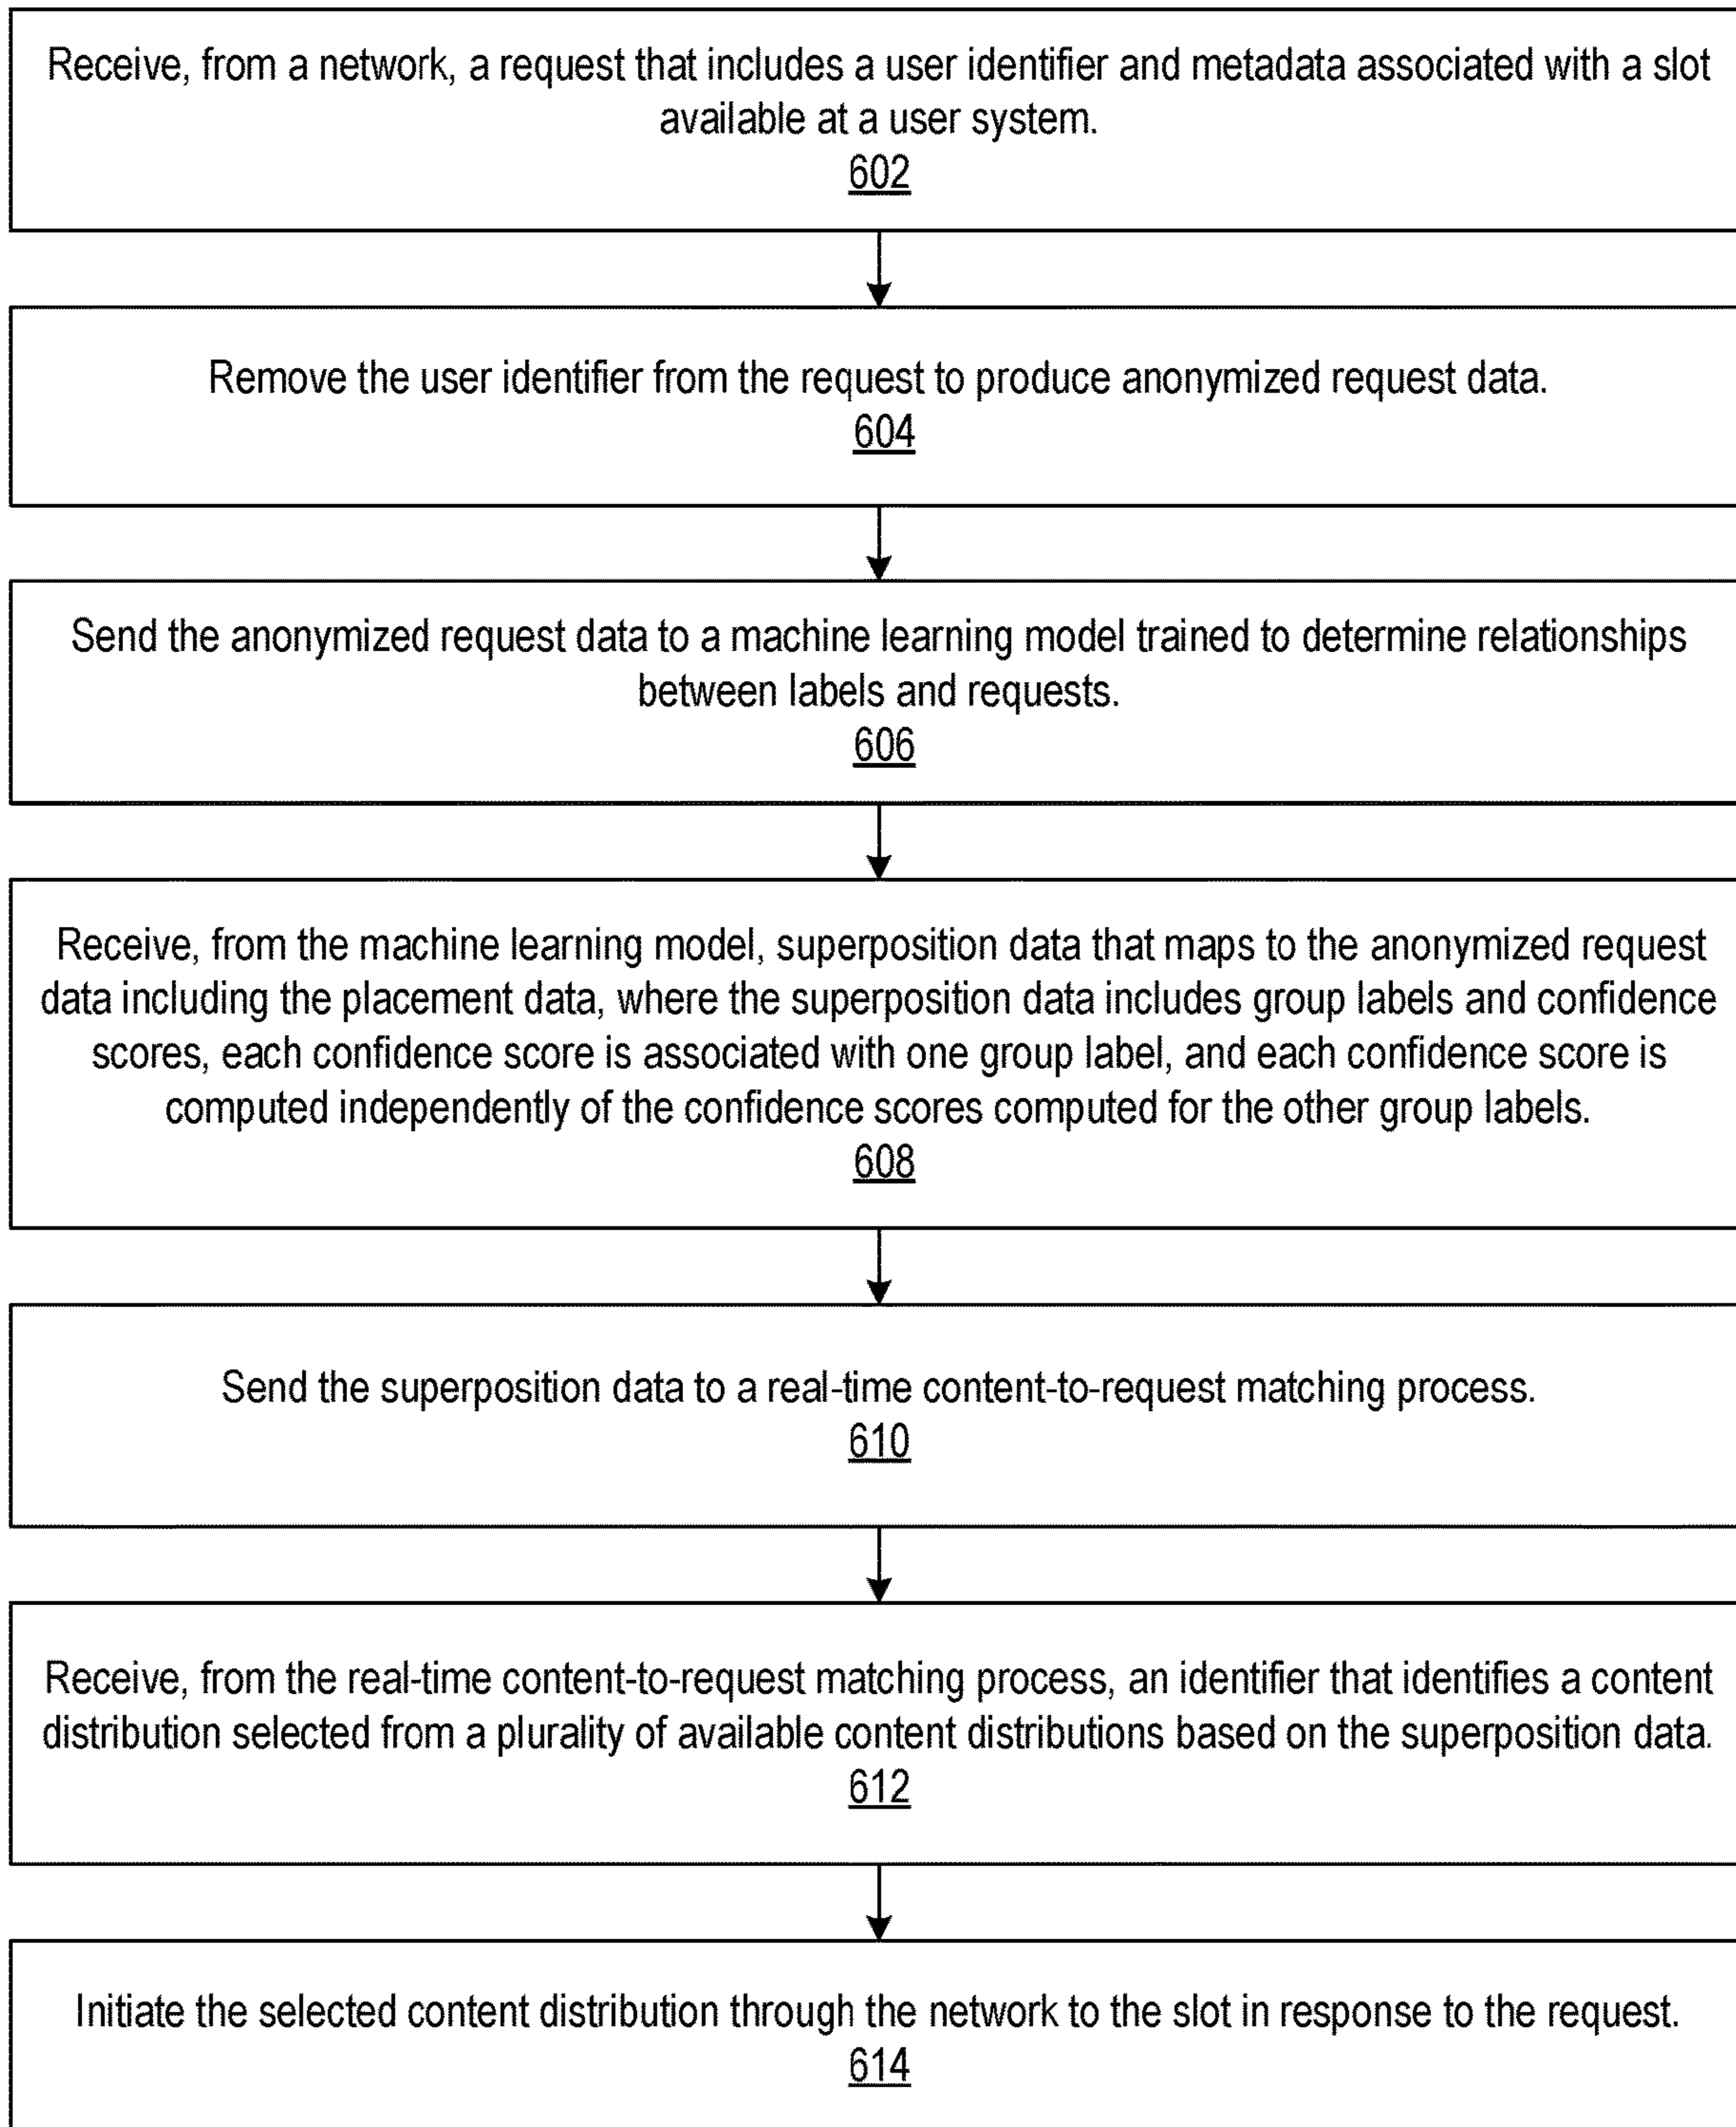 Receive, from a network, a request that includes a user identifier and metadata associated with a slot
available at a user system.
602
Remove the user identifier from the request to produce anonymized request data.
604
Send the anonymized request data to a machine learning model trained to determine relationships
between labels and requests.
606
Receive, from the machine learning model, superposition data that maps to the anonymized request
data including the placement data, where the superposition data includes group labels and confidence
scores, each confidence score is associated with one group label, and each confidence score is
computed independently of the confidence scores computed for the other group labels.
608
Send the superposition data to a real-time content-to-request matching process.
610
Receive, from the real-time content-to-request matching process, an identifier that identifies a content
distribution selected from a plurality of available content distributions based on the superposition data.
612
Initiate the selected content distribution through the network to the slot in response to the request.
614